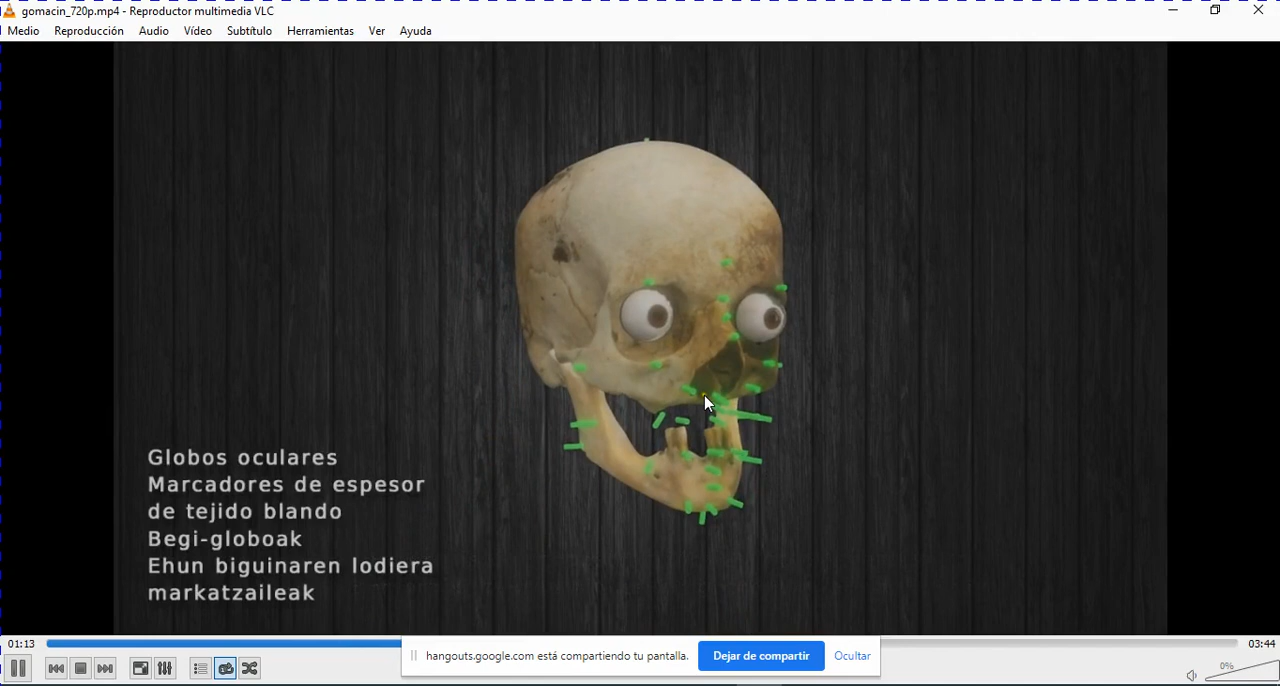 gomacin_720p.mp4 - Reproductor multimedia VLC
Medio Reproducción Audio Vídeo Subtítulo Herramientas Ver Ayuda
Globos oculares
Marcadores de espesor
de tejido blando
Begi-globoak
Ehun biguinaren lodiera
markatzaileak
01:13
03:44
hangouts.google.com está compartiendo tu pantalla.
Dejar de compartir
Ocultar
0%